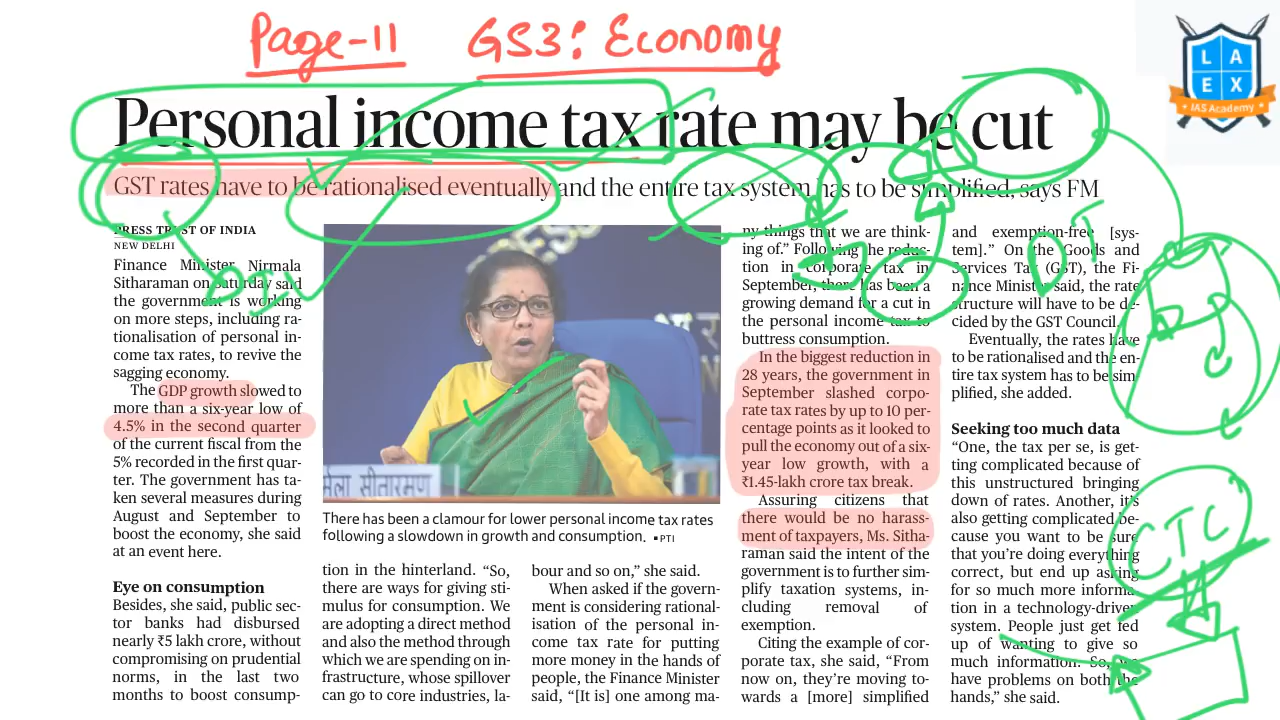 Page-11 GS3: Economy
L A
E X
IAS Academy
Personal income tax rate may be cut
GST rates have to be rationalised eventually and the entire tax system has to be simplified, says FM
PRESS TRUST OF INDIA
NEW DELHI
Finance Minister Nirmala
Sitharaman on Saturday said
the government is working
on more steps, including ra-
tionalisation of personal in-
come tax rates, to revive the
sagging economy.
The GDP growth slowed to
more than a six-year low of
4.5% in the second quarter
of the current fiscal from the
5% recorded in the first quar-
ter. The government has ta-
ken several measures during
August and September to
boost the economy, she said
at an event here.
Eye on consumption
Besides, she said, public sec-
tor banks had disbursed
nearly ₹5 lakh crore, without
compromising on prudential
norms, in the last two
months to boost consump-
मेला सीतारमण
There has been a clamour for lower personal income tax rates
following a slowdown in growth and consumption. ▪PTI
tion in the hinterland. “So,
there are ways for giving sti-
mulus for consumption. We
are adopting a direct method
and also the method through
which we are spending on in-
frastructure, whose spillover
can go to core industries, la-
bour and so on,” she said.
When asked if the govern-
ment is considering rational-
isation of the personal in-
come tax rate for putting
more money in the hands of
people, the Finance Minister
said, “[It is] one among ma-
ny things that we are think-
ing of.” Following the reduc-
tion in corporate tax in
September, there has been a
growing demand for a cut in
the personal income tax to
buttress consumption.
In the biggest reduction in
28 years, the government in
September slashed corpo-
rate tax rates by up to 10 per-
centage points as it looked to
pull the economy out of a six-
year low growth, with a
₹1.45-lakh crore tax break.
Assuring citizens that
there would be no harass-
ment of taxpayers, Ms. Sitha-
raman said the intent of the
government is to further sim-
plify taxation systems, in-
cluding removal of
exemption.
Citing the example of cor-
porate tax, she said, “From
now on, they’re moving to-
wards a [more] simplified
and exemption-free [sys-
tem].” On the Goods and
Services Tax (GST), the Fi-
nance Minister said, the rate
structure will have to be de-
cided by the GST Council.
Eventually, the rates have
to be rationalised and the en-
tire tax system has to be sim-
plified, she added.
Seeking too much data
“One, the tax per se, is get-
ting complicated because of
this unstructured bringing
down of rates. Another, it’s
also getting complicated be-
cause you want to be sure
that you’re doing everything
correct, but end up asking
for so much more informa-
tion in a technology-driven
system. People just get fed
up of wanting to give so
much information. So, we
have problems on both the
hands,” she said.
DT
CTC